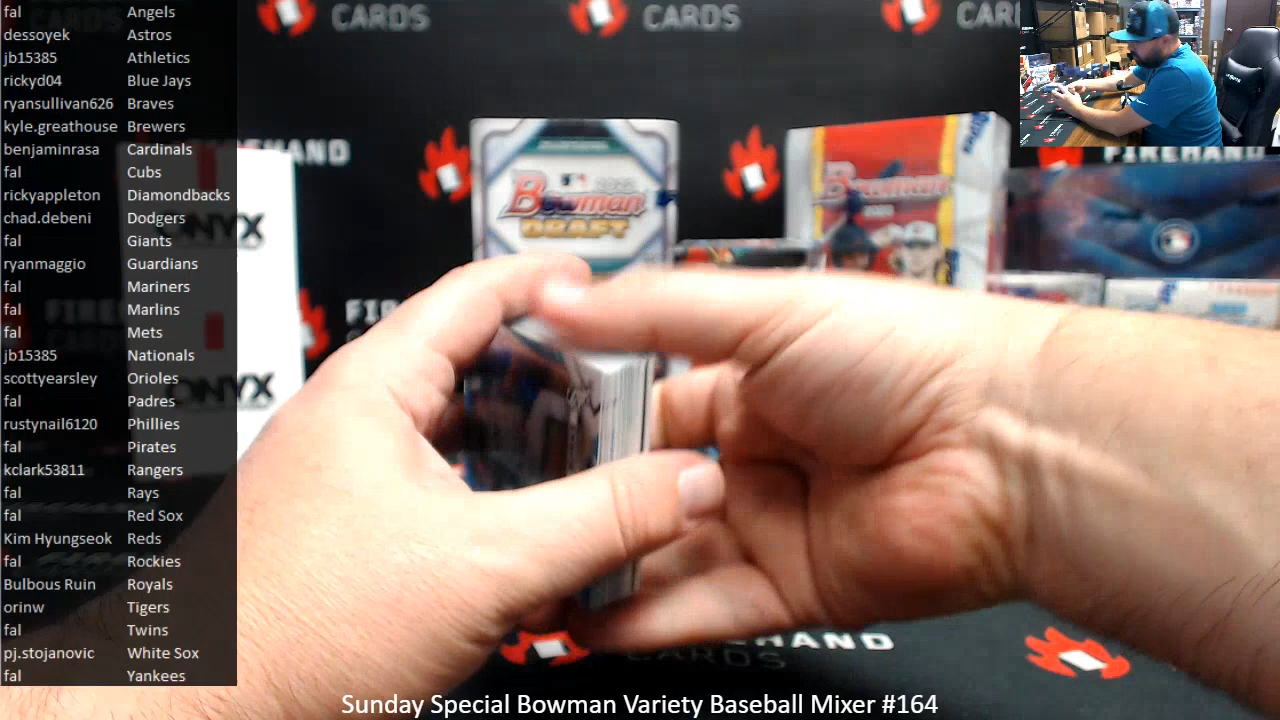 fal Angels
dessoyek Astros
jb15385 Athletics
rickyd04 Blue Jays
ryansullivan626 Braves
kyle.greathouse Brewers
benjaminrasa Cardinals
fal Cubs
rickyappleton Diamondbacks
chad.debeni Dodgers
fal Giants
ryanmaggio Guardians
fal Mariners
fal Marlins
fal Mets
jb15385 Nationals
scottyearsley Orioles
fal Padres
rustynail6120 Phillies
fal Pirates
kclark53811 Rangers
fal Rays
fal Red Sox
Kim Hyungseok Reds
fal Rockies
Bulbous Ruin Royals
orinw Tigers
fal Twins
pj.stojanovic White Sox
fal Yankees
CARDS
CARDS
Bowman
DRAFT
Bowman
FIREHAND
CARDS
Sunday Special Bowman Variety Baseball Mixer #164